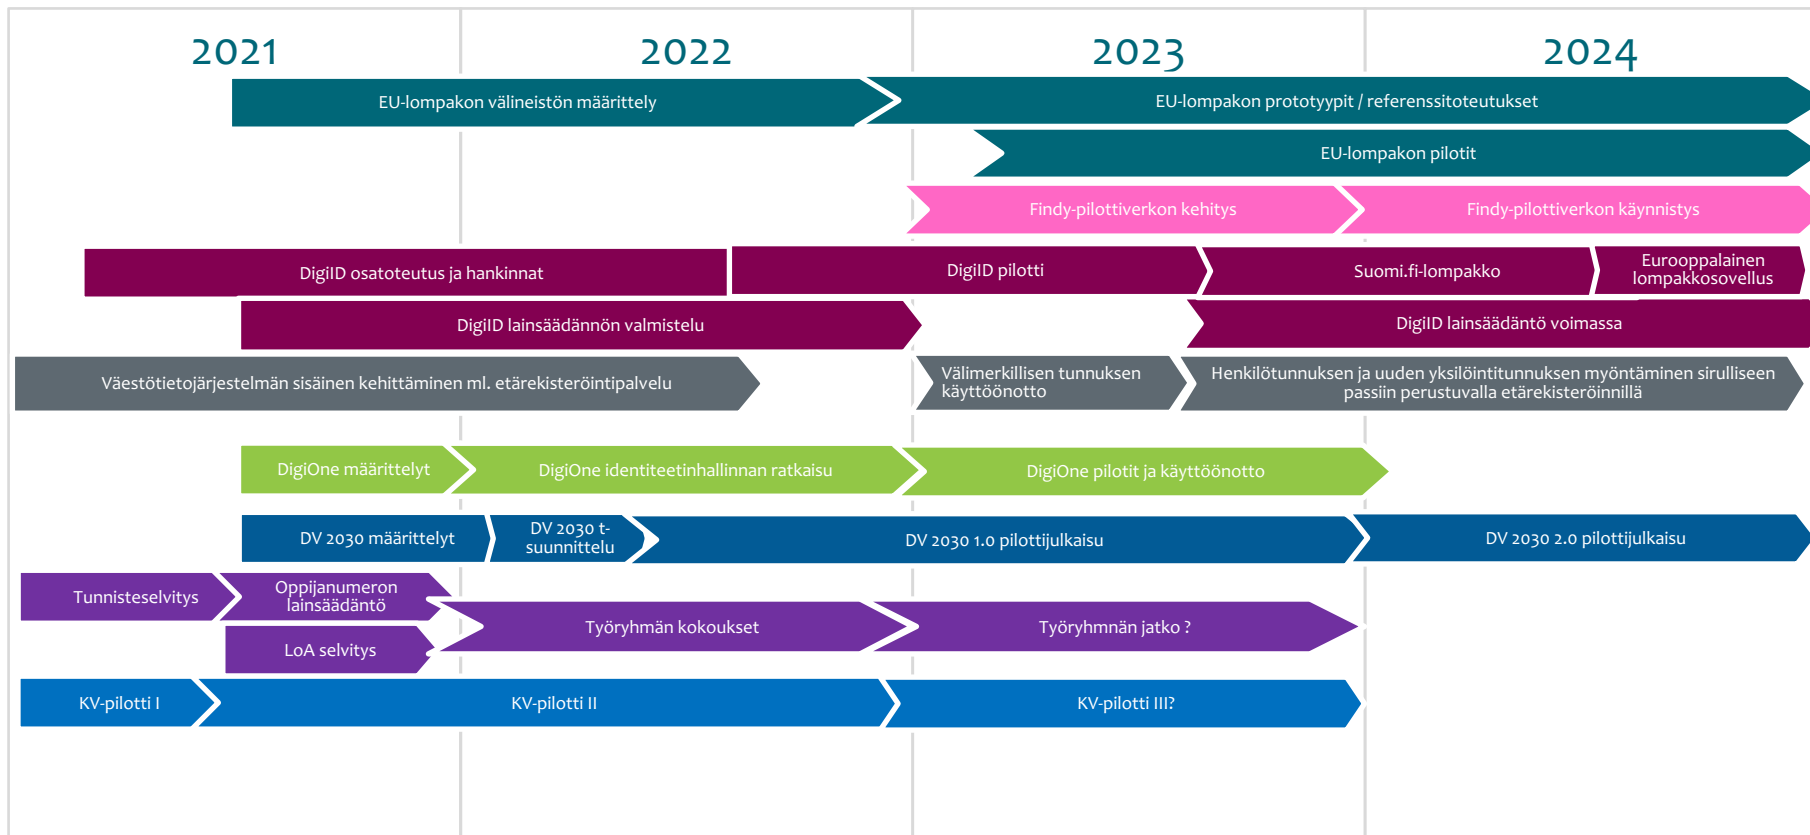 2021
2022
2023
2024
EU-lompakon välineistön määrittely
EU-lompakon prototyypit / referenssitoteutukset
EU-lompakon pilotit
Findy-pilottiverkon kehitys
Findy-pilottiverkon käynnistys
DigiID osatoteutus ja hankinnat
DigiID pilotti
Suomi.fi-lompakko
Eurooppalainen
lompakkosovellus
DigiID lainsäädännön valmistelu
DigiID lainsäädäntö voimassa
Väestötietojärjestelmän sisäinen kehittäminen ml. etärekisteröintipalvelu
Välimerkillisen tunnuksen
käyttöönotto
Henkilötunnuksen ja uuden yksilöintitunnuksen myöntäminen sirulliseen
passiin perustuvalla etärekisteröinnillä
DigiOne määrittelyt
DigiOne identiteetinhallinnan ratkaisu
DigiOne pilotit ja käyttöönotto
DV 2030 määrittelyt
DV 2030 t-
suunnittelu
DV 2030 1.0 pilottijulkaisu
DV 2030 2.0 pilottijulkaisu
Tunnisteselvitys
Oppijanumeron
lainsäädäntö
LoA selvitys
Työryhmän kokoukset
Työryhmnän jatko ?
KV-pilotti I
KV-pilotti II
KV-pilotti III?